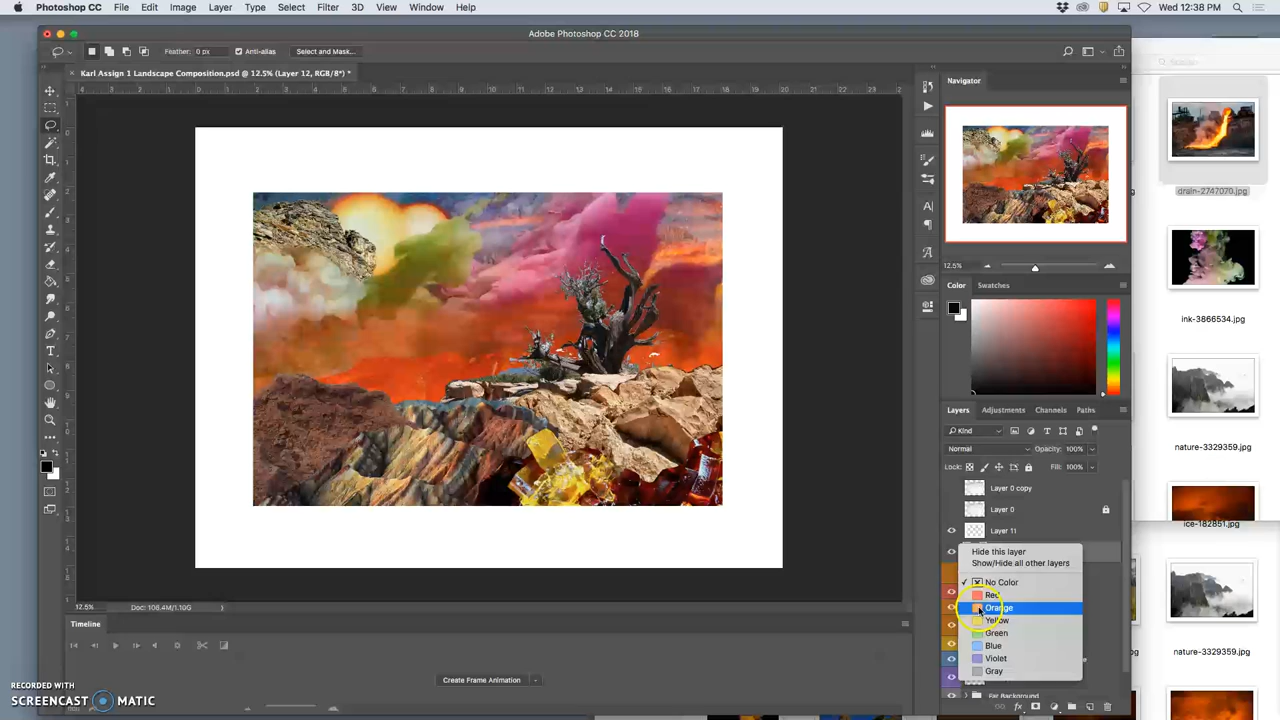 Photoshop CC File Edit Image Layer Type Select Filter 3D View Window Help Wed 12:38 PM
Adobe Photoshop CC 2018
Feather: 0 px Anti-alias Select and Mask...
Karl Assign 1 Landscape Composition.psd @ 12.5% (Layer 12, RGB/8*) *
Navigator
drain-2747070.jpg
12.5%
Color Swatches
ink-3866534.jpg
Layers Adjustments Channels Paths
Kind
Normal Opacity: 100%
Lock: Fill: 100%
nature-3329359.jpg
Layer 0 copy
Layer 0
Layer 11
ice-182851.jpg
Hide this layer
Show/Hide all other layers
No Color
Red
Orange
Yellow
Green
Blue
Violet
Gray
nature-3329359.jpg
12.5% Doc: 108.4M/1.10G
Timeline
Create Frame Animation
Far Background
RECORDED WITH
SCREENCAST MATIC